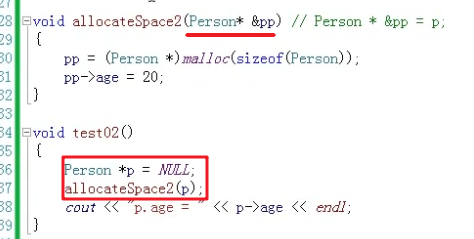 27
28 void allocateSpace2(Person* &pp) // Person * &pp = p;
29 {
30 pp = (Person *)malloc(sizeof(Person));
31 pp->age = 20;
32 }
33
34 void test02()
35 {
36 Person *p = NULL;
37 allocateSpace2(p);
38 cout << "p.age = " << p->age << endl;
39 }